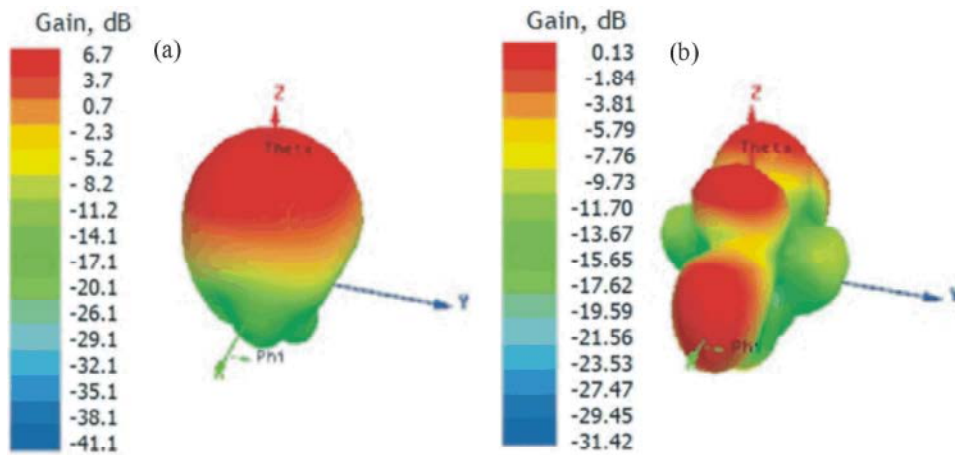 Gain, dB
6.7
3.7
0.7
- 2.3
- 5.2
- 8.2
-11.2
-14.1
-17.1
-20.1
-26.1
-29.1
-32.1
-35.1
-38.1
-41.1
(a)
Z
Theta
Y
Phi
Gain, dB
0.13
-1.84
-3.81
-5.79
-7.76
-9.73
-11.70
-13.67
-15.65
-17.62
-19.59
-21.56
-23.53
-27.47
-29.45
-31.42
(b)
Z
Theta
Y
Phi